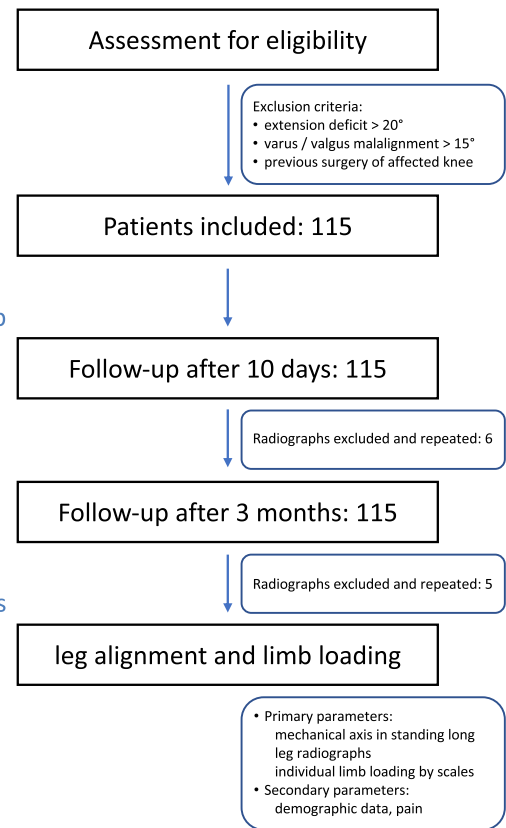 Assessment for eligibility
Exclusion criteria:
• extension deficit > 20°
• varus / valgus malalignment > 15°
• previous surgery of affected knee
Patients included: 115
Follow-up after 10 days: 115
Radiographs excluded and repeated: 6
Follow-up after 3 months: 115
Radiographs excluded and repeated: 5
leg alignment and limb loading
• Primary parameters:
mechanical axis in standing long
leg radiographs
individual limb loading by scales
• Secondary parameters:
demographic data, pain